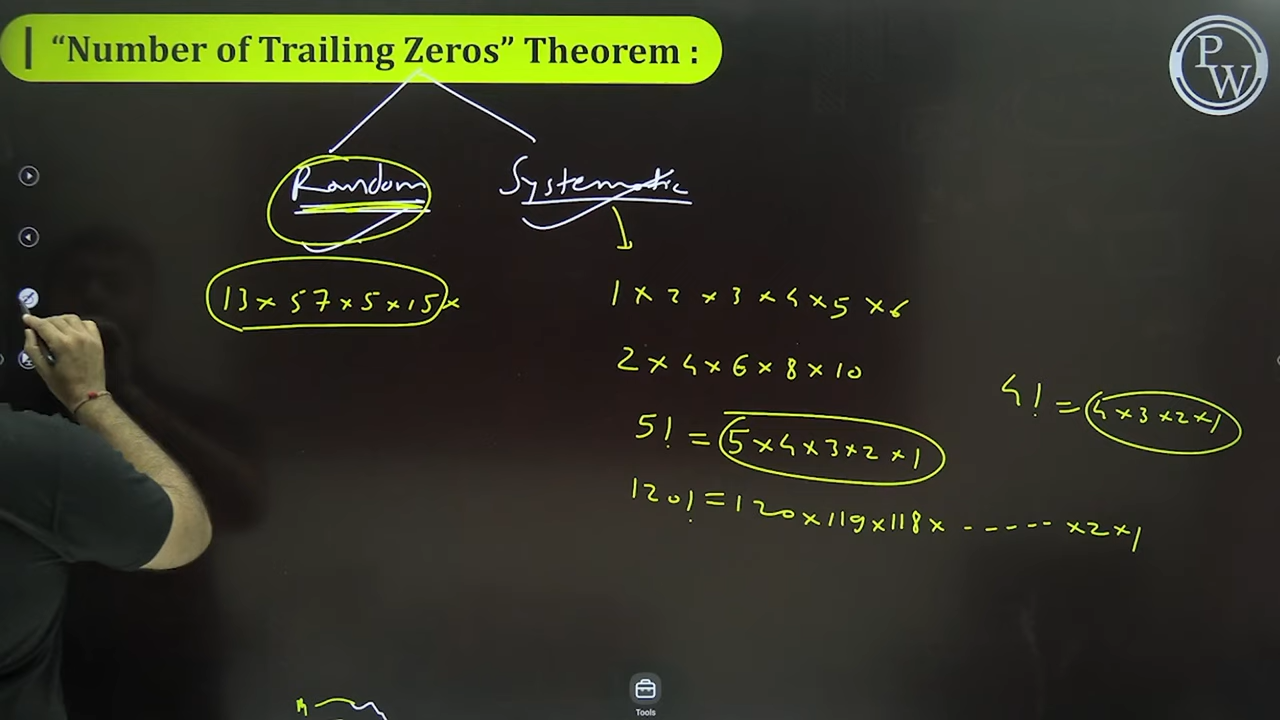 "Number of Trailing Zeros" Theorem :
PW
Random
Systematic
13 × 57 × 5 × 15 ×
1 × 2 × 3 × 4 × 5 × 6
2 × 4 × 6 × 8 × 10
4! = 4 × 3 × 2 × 1
5! = 5 × 4 × 3 × 2 × 1
120! = 120 × 119 × 118 × ------ × 2 × 1
Tools